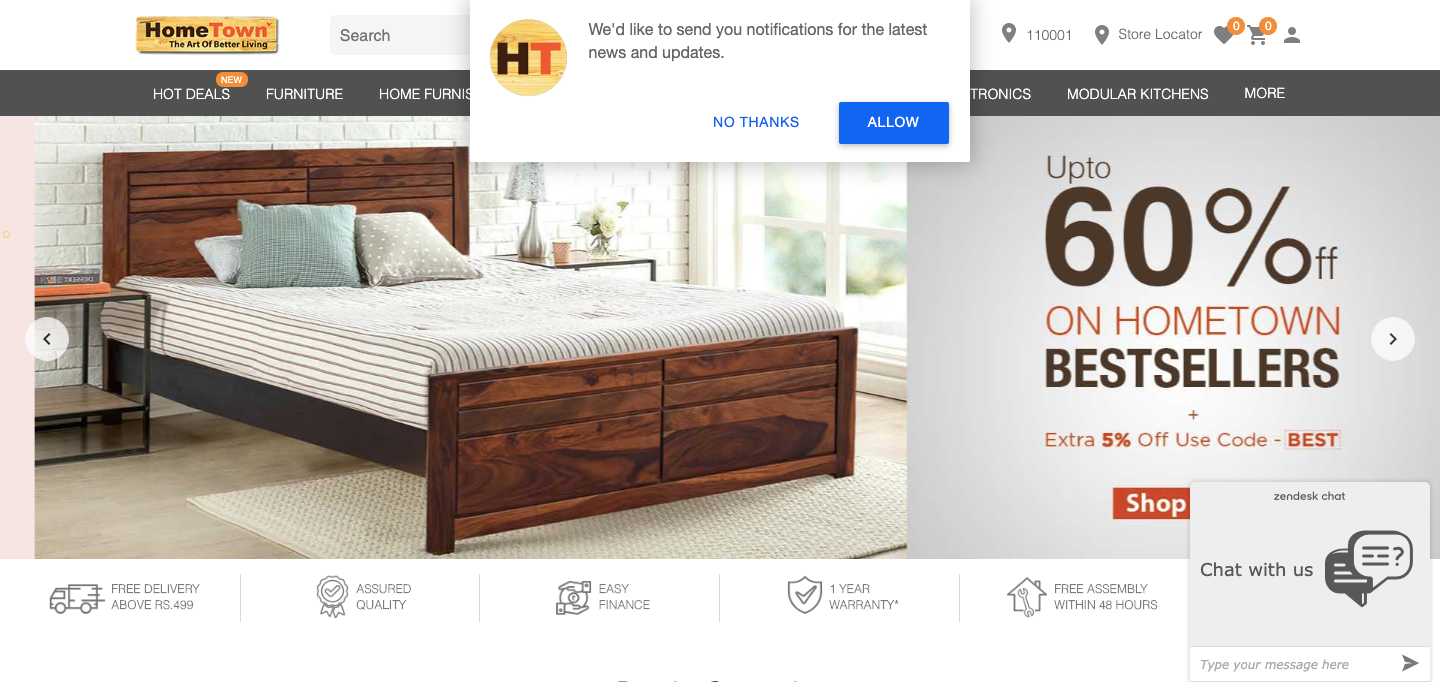 HomeTown
The Art Of Better Living
Search
HT
We'd like to send you notifications for the latest
news and updates.
NO THANKS
ALLOW
110001
Store Locator
0
0
NEW
HOT DEALS
FURNITURE
HOME FURNIS
TRONICS
MODULAR KITCHENS
MORE
DESSERT
Upto
60%off
ON HOMETOWN
BESTSELLERS
+
Extra 5% Off Use Code - BEST
Shop
zendesk chat
Chat with us
?
Type your message here
FREE DELIVERY
ABOVE RS.499
ASSURED
QUALITY
EASY
FINANCE
1 YEAR
WARRANTY*
FREE ASSEMBLY
WITHIN 48 HOURS